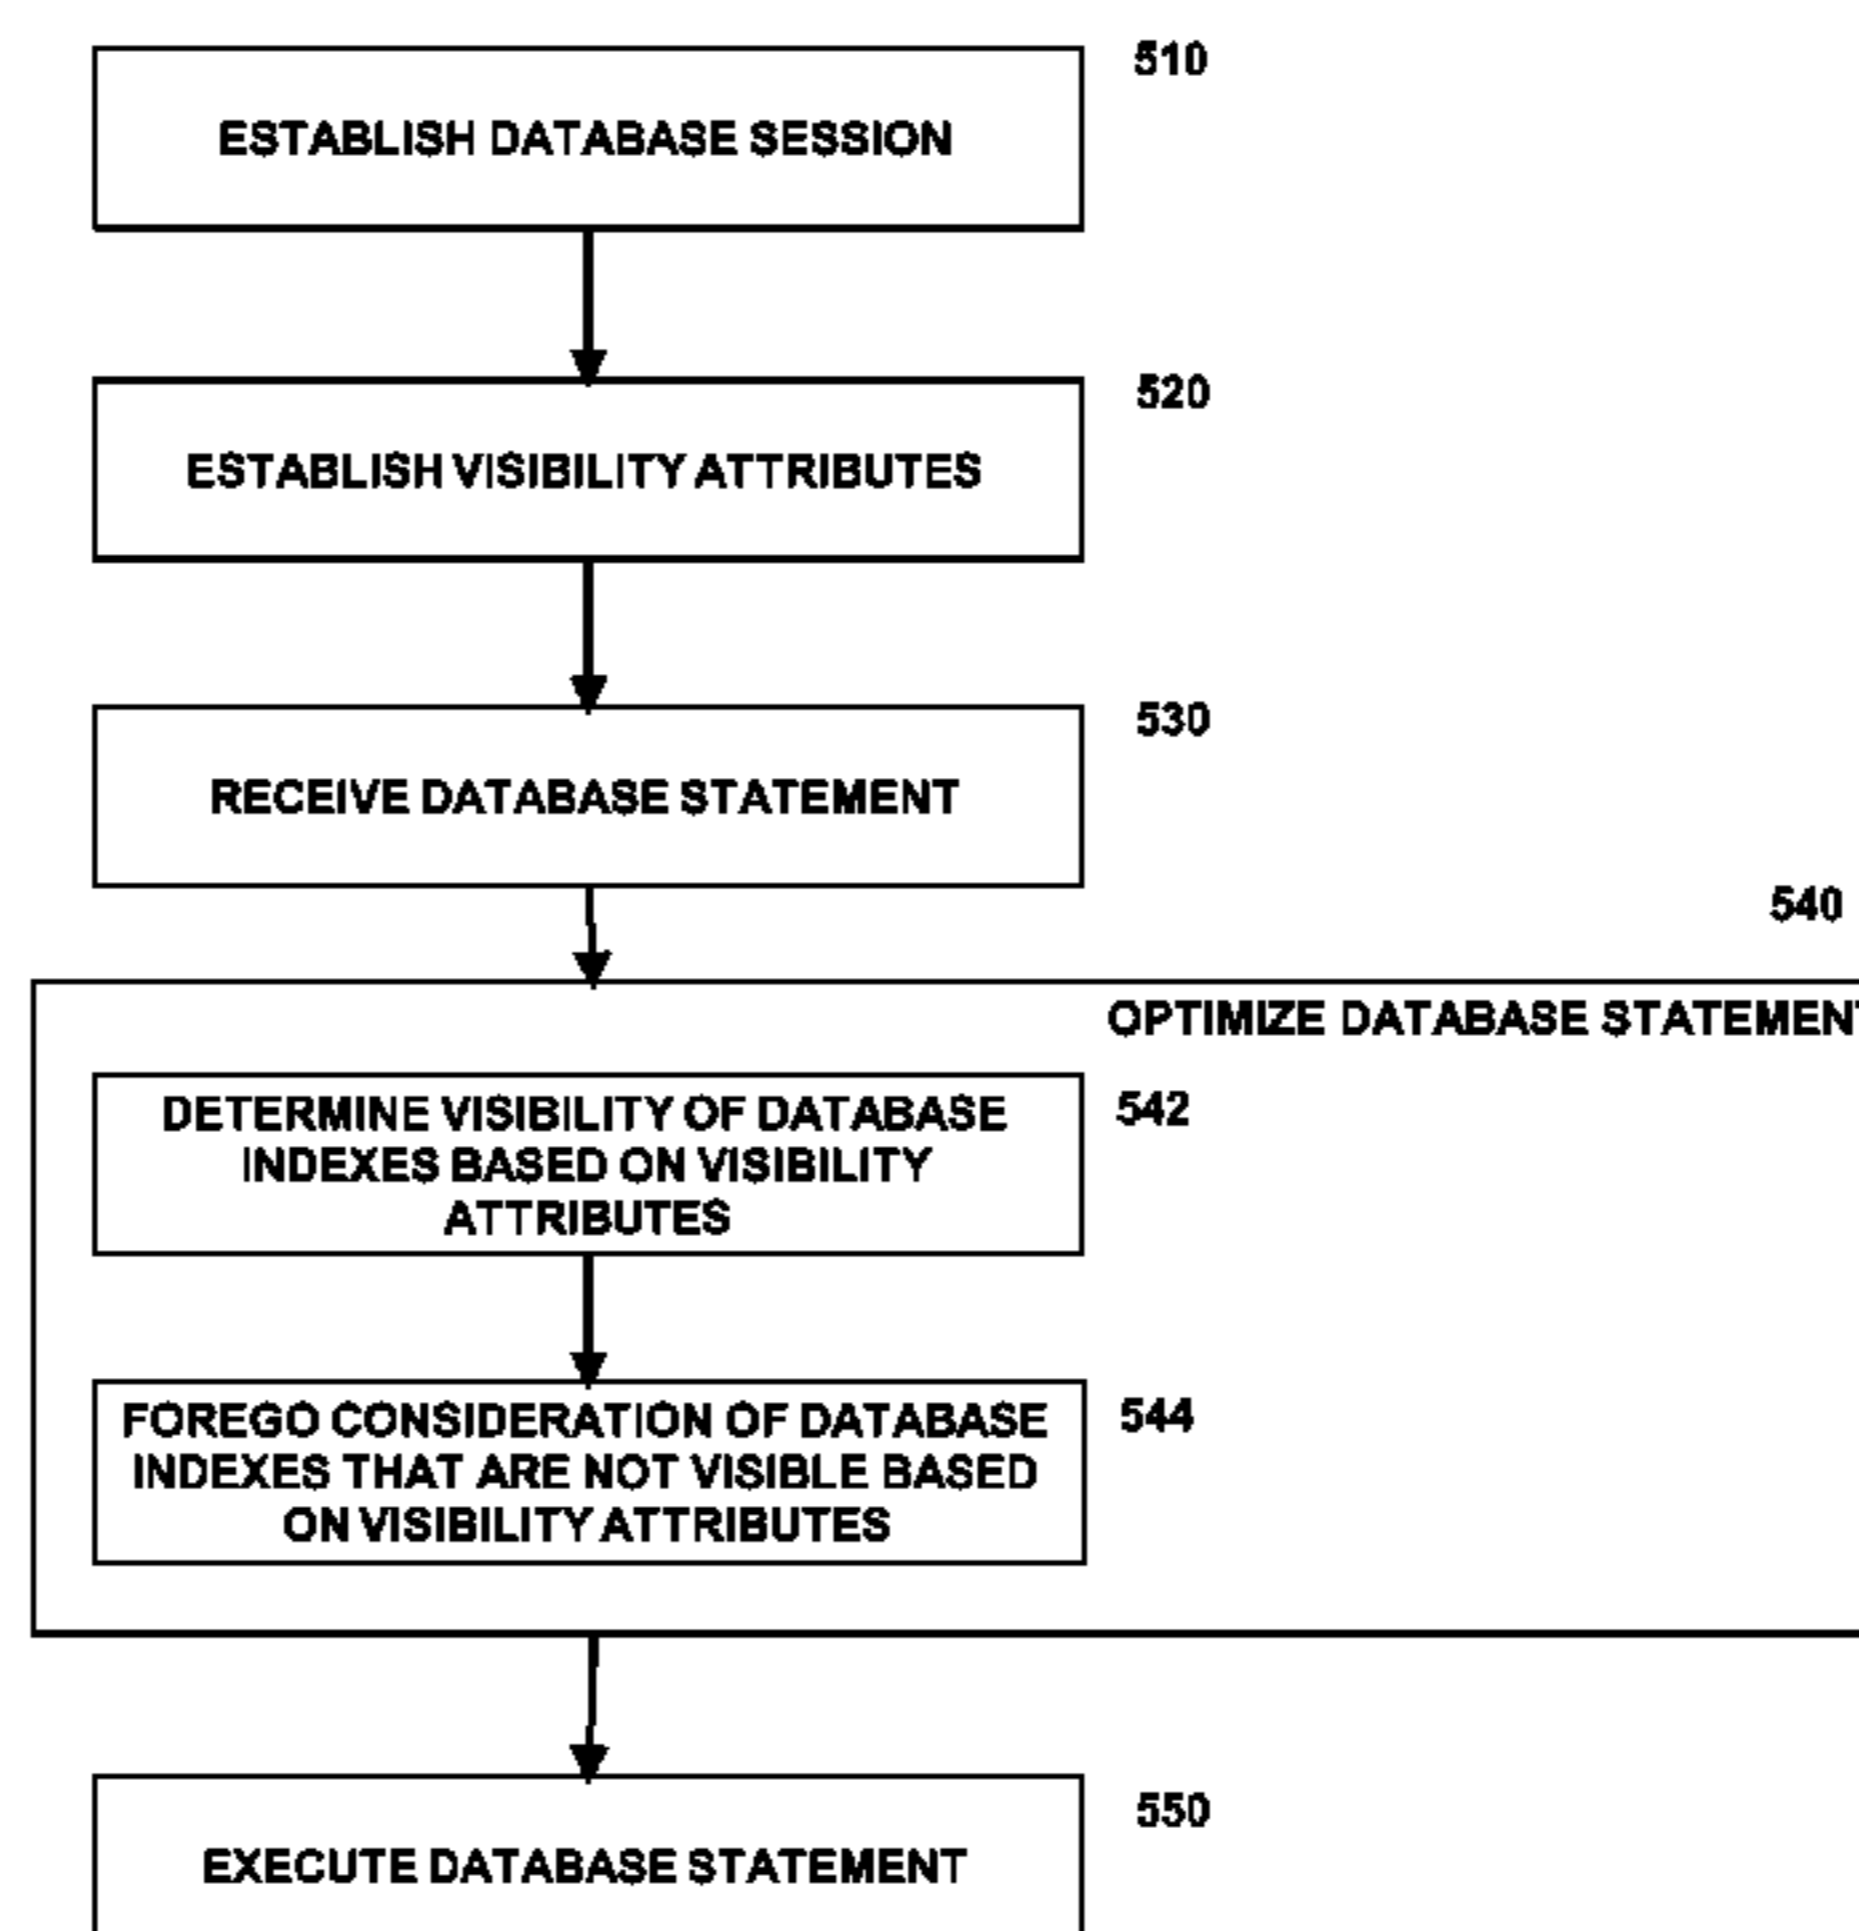 510
ESTABLISH DATABASE SESSION
520
ESTABLISH VISIBILITY ATTRIBUTES
530
RECEIVE DATABASE STATEMENT
540
OPTIMIZE DATABASE STATEMENT
542
DETERMINE VISIBILITY OF DATABASE
INDEXES BASED ON VISIBILITY
ATTRIBUTES
544
FOREGO CONSIDERATION OF DATABASE
INDEXES THAT ARE NOT VISIBLE BASED
ON VISIBILITY ATTRIBUTES
550
EXECUTE DATABASE STATEMENT